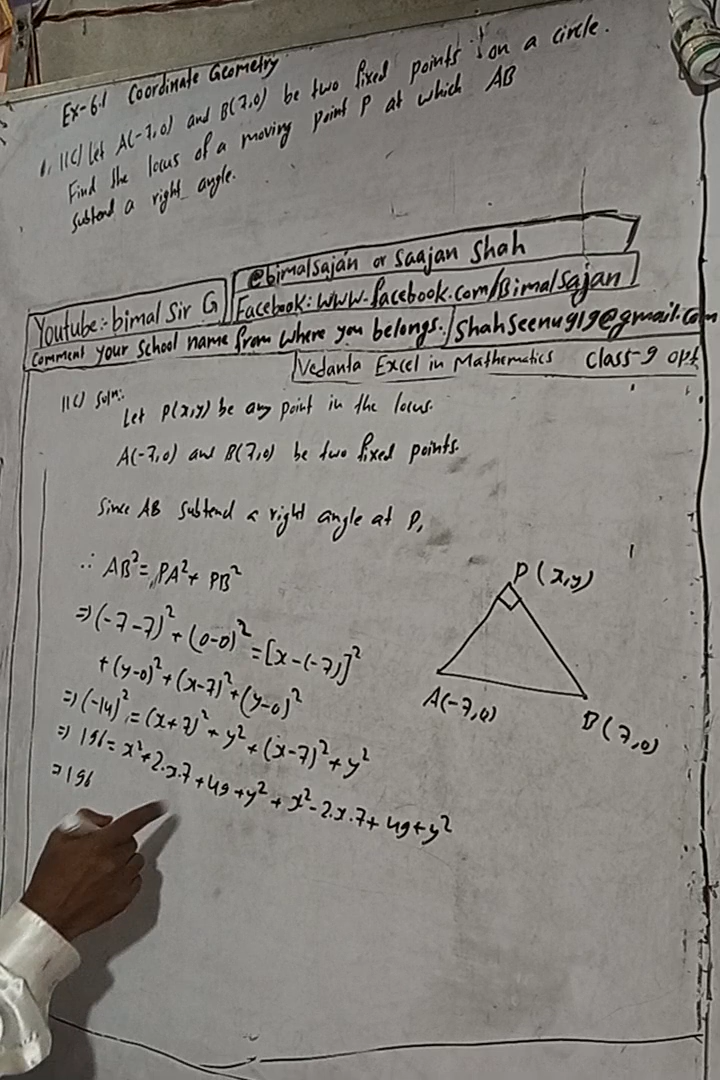 Ex-6.1 Coordinate Geometry
1. 11(c) Let A(-7,0) and B(7,0) be two fixed points on a circle.
Find the locus of a moving point P at which AB
subtend a right angle.
@bimalsajan or Saajan Shah
Youtube:- bimal Sir G
Facebook: www.facebook.com/Bimalsajan
Comment your School name from where you belongs. / Shahseenu919@gmail.com
Vedanta Excel in Mathematics Class-9 opt
11(c) Soln:
Let P(x,y) be any point in the locus.
A(-7,0) and B(7,0) be two fixed points.
Since AB Subtend a right angle at P,
∴ AB² = PA² + PB²
⇒ (-7-7)² + (0-0)² = [x-(-7)]²
+ (y-0)² + (x-7)² + (y-0)²
⇒ (-14)² = (x+7)² + y² + (x-7)² + y²
⇒ 196 = x² + 2.x.7 + 49 + y² + x² - 2.x.7 + 49 + y²
⇒ 196
P(x,y)
A(-7,0)
B(7,0)